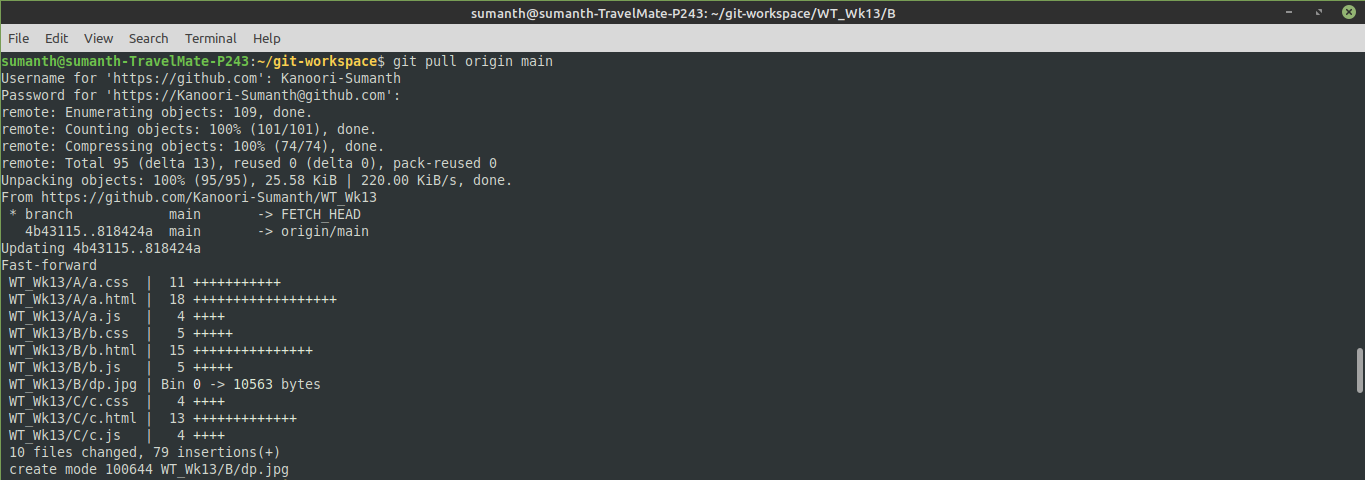 sumanth@sumanth-TravelMate-P243: ~/git-workspace/WT_Wk13/B
File Edit View Search Terminal Help
sumanth@sumanth-TravelMate-P243:~/git-workspace$ git pull origin main
Username for 'https://github.com': Kanoori-Sumanth
Password for 'https://Kanoori-Sumanth@github.com':
remote: Enumerating objects: 109, done.
remote: Counting objects: 100% (101/101), done.
remote: Compressing objects: 100% (74/74), done.
remote: Total 95 (delta 13), reused 0 (delta 0), pack-reused 0
Unpacking objects: 100% (95/95), 25.58 KiB | 220.00 KiB/s, done.
From https://github.com/Kanoori-Sumanth/WT_Wk13
 * branch            main       -> FETCH_HEAD
   4b43115..818424a  main       -> origin/main
Updating 4b43115..818424a
Fast-forward
 WT_Wk13/A/a.css  |  11 +++++++++++
 WT_Wk13/A/a.html |  18 ++++++++++++++++++
 WT_Wk13/A/a.js   |   4 ++++
 WT_Wk13/B/b.css  |   5 +++++
 WT_Wk13/B/b.html |  15 +++++++++++++++
 WT_Wk13/B/b.js   |   5 +++++
 WT_Wk13/B/dp.jpg | Bin 0 -> 10563 bytes
 WT_Wk13/C/c.css  |   4 ++++
 WT_Wk13/C/c.html |  13 +++++++++++++
 WT_Wk13/C/c.js   |   4 ++++
 10 files changed, 79 insertions(+)
 create mode 100644 WT_Wk13/B/dp.jpg